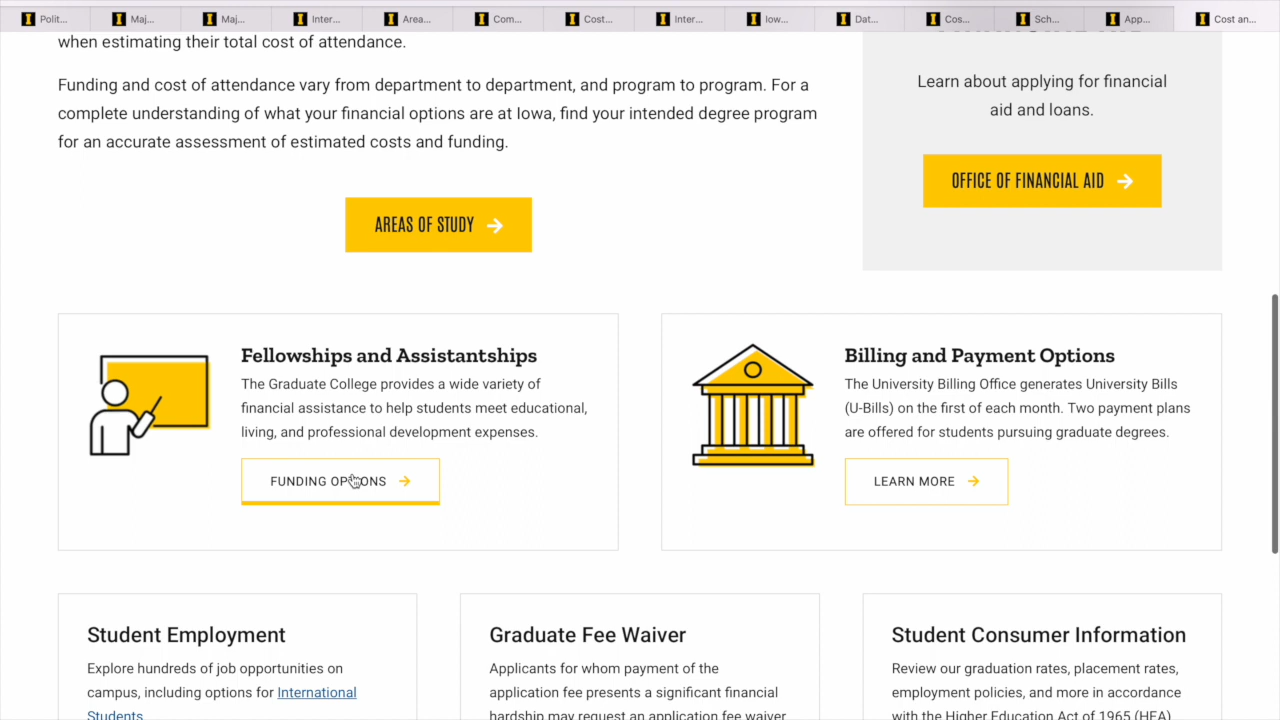 Polit...
Maj...
Maj...
Inter...
Area...
Com...
Cost...
Inter...
Iow...
Dat...
Cos...
Sch...
App...
Cost an...
when estimating their total cost of attendance.
Funding and cost of attendance vary from department to department, and program to program. For a
complete understanding of what your financial options are at Iowa, find your intended degree program
for an accurate assessment of estimated costs and funding.
AREAS OF STUDY
Learn about applying for financial
aid and loans.
OFFICE OF FINANCIAL AID
Fellowships and Assistantships
The Graduate College provides a wide variety of
financial assistance to help students meet educational,
living, and professional development expenses.
FUNDING OPTIONS
Billing and Payment Options
The University Billing Office generates University Bills
(U-Bills) on the first of each month. Two payment plans
are offered for students pursuing graduate degrees.
LEARN MORE
Student Employment
Explore hundreds of job opportunities on
campus, including options for International
Students.
Graduate Fee Waiver
Applicants for whom payment of the
application fee presents a significant financial
hardship may request an application fee waiver
Student Consumer Information
Review our graduation rates, placement rates,
employment policies, and more in accordance
with the Higher Education Act of 1965 (HEA)